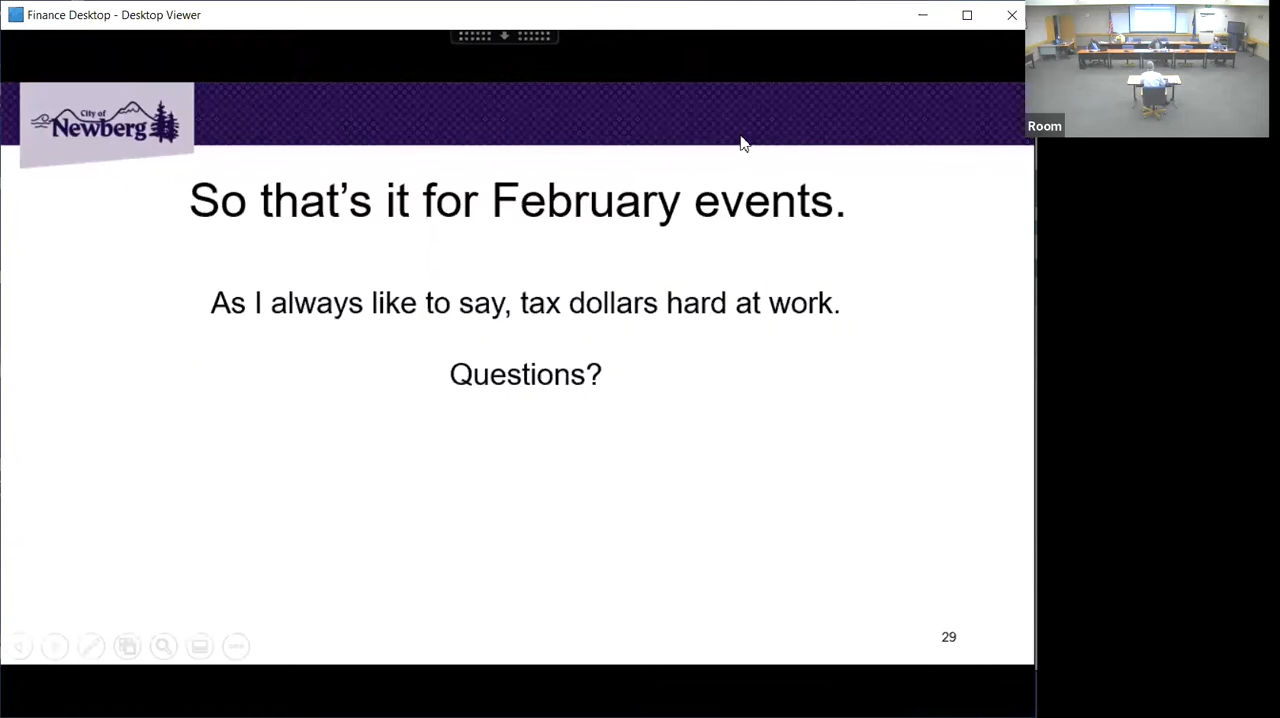 Finance Desktop - Desktop Viewer
City of
Newberg
So that's it for February events.
As I always like to say, tax dollars hard at work.
Questions?
29
Room